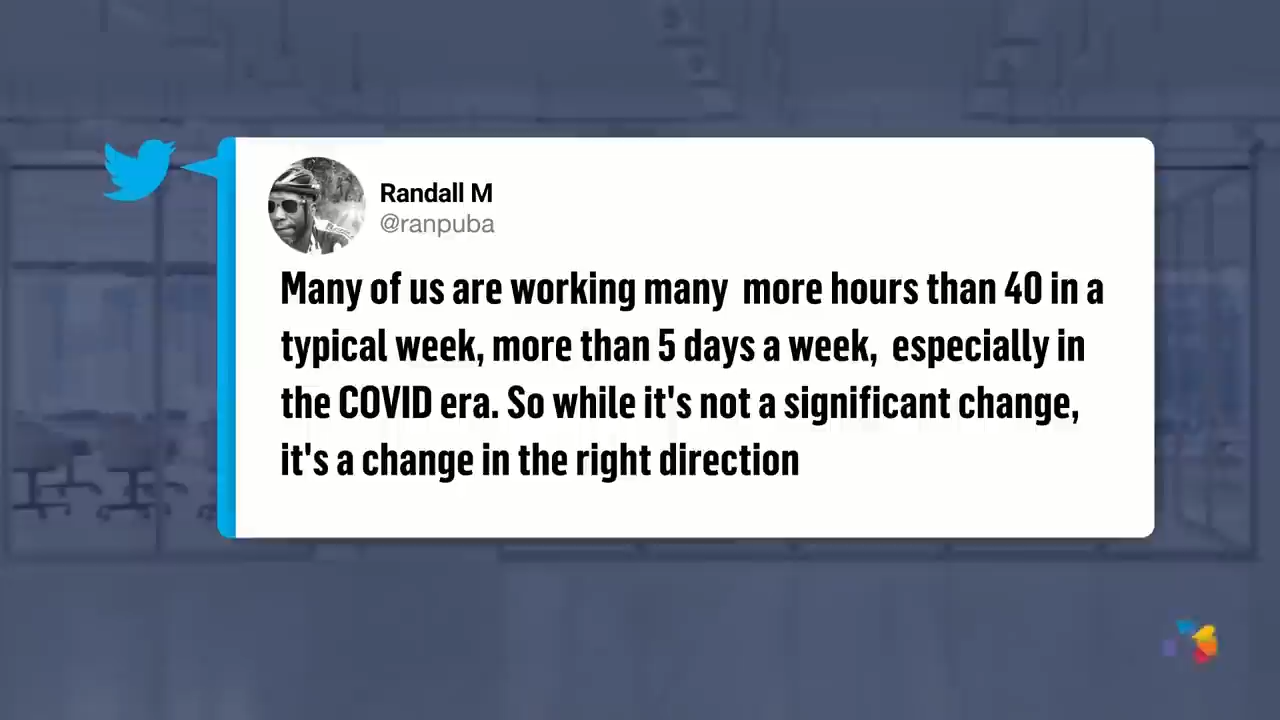 Randall M
@ranpuba
Many of us are working many  more hours than 40 in a
typical week, more than 5 days a week,  especially in
the COVID era. So while it's not a significant change,
it's a change in the right direction